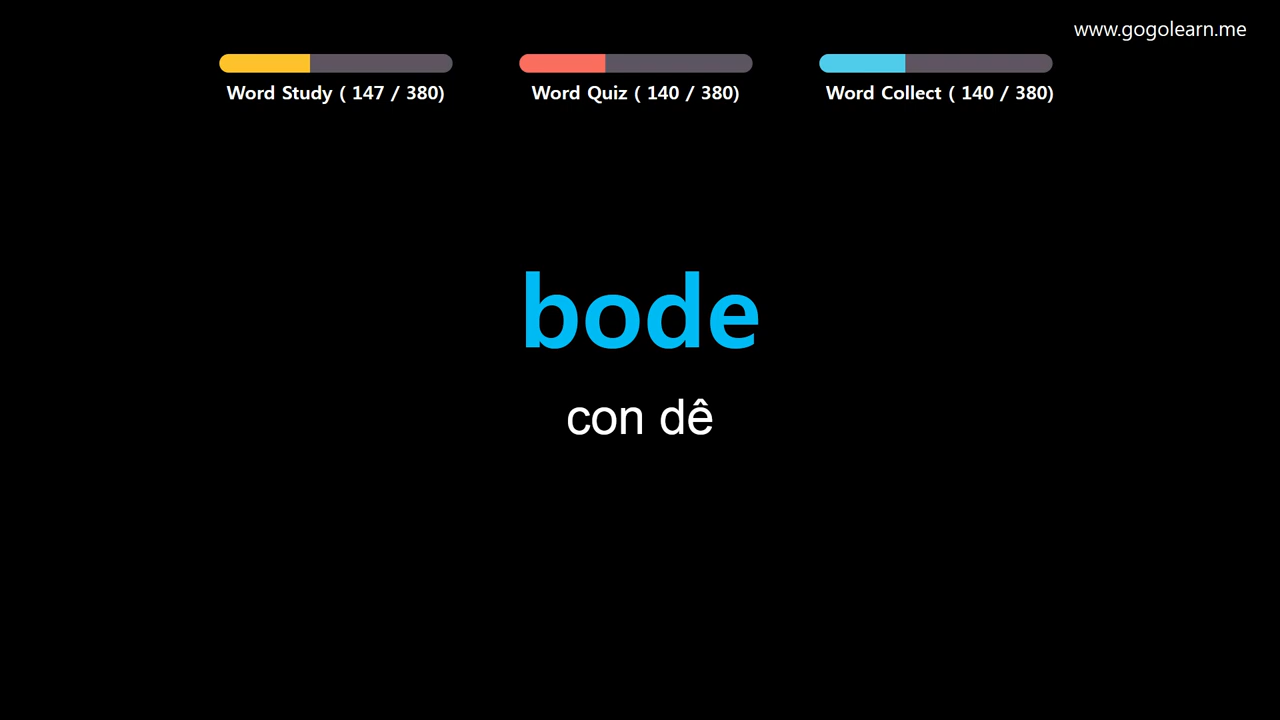 www.gogolearn.me
Word Study ( 147 / 380)
Word Quiz ( 140 / 380)
Word Collect ( 140 / 380)
bode
con dê